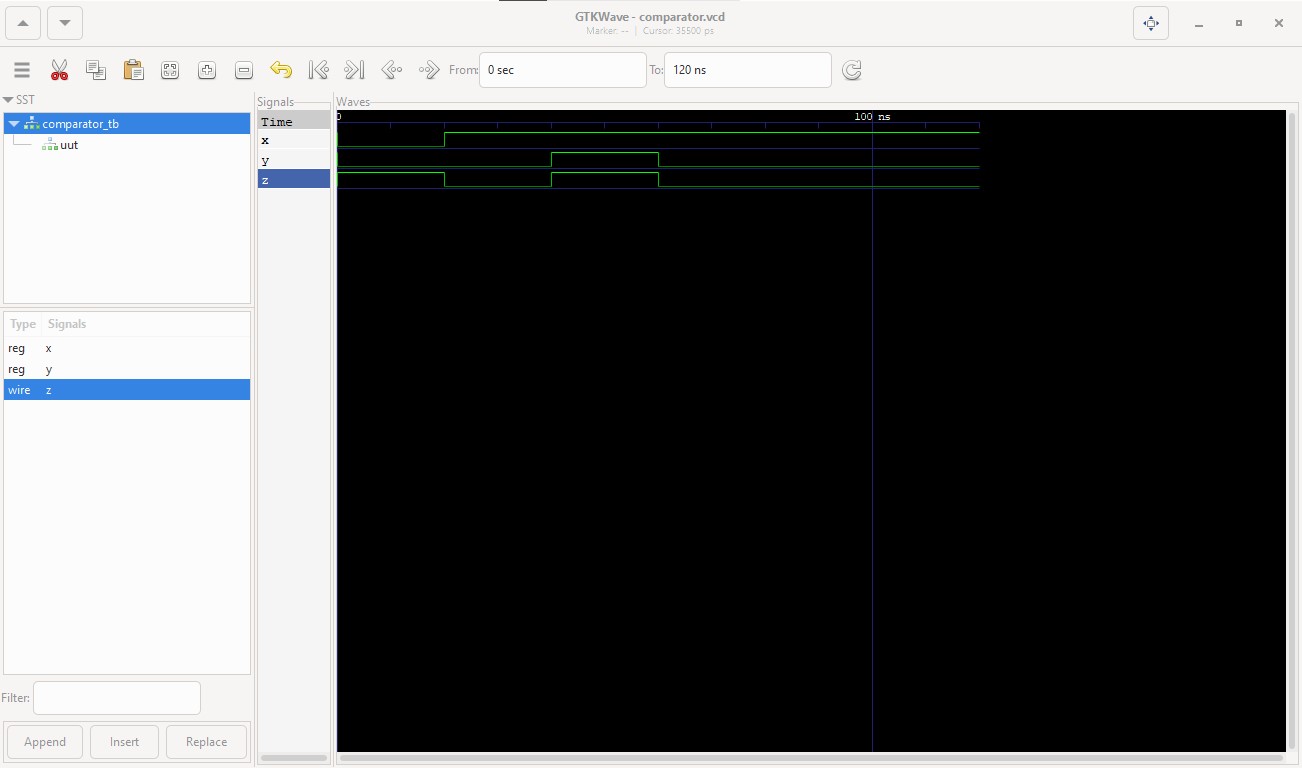 GTKWave - comparator.vcd
Marker: -- | Cursor: 35500 ps
From: 0 sec To: 120 ns
SST
comparator_tb
uut
Type Signals
reg x
reg y
wire z
Filter:
Append Insert Replace
Signals
Time
x
y
z
Waves
0 100 ns